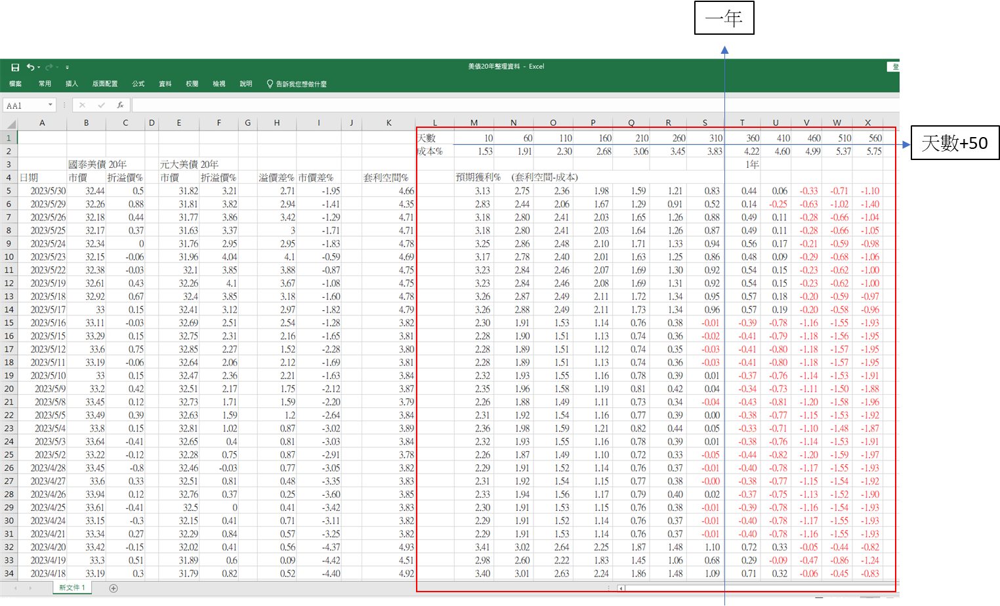 一年
美債20年整理資料 - Excel
登
檔案 常用 插入 版面配置 公式 資料 校閱 檢視 說明 告訴我您想做什麼
AA1 fx
A B C D E F G H I J K L M N O P Q R S T U V W X
1 天數 10 60 110 160 210 260 310 360 410 460 510 560
天數+50
2 成本% 1.53 1.91 2.30 2.68 3.06 3.45 3.83 4.22 4.60 4.99 5.37 5.75
3 國泰美債 20年 元大美債 20年 1年
4 日期 市價 折溢價% 市價 折溢價% 溢價差% 市價差% 套利空間% 預期獲利% (套利空間-成本)
5 2023/5/30 32.44 0.5 31.82 3.21 2.71 -1.95 4.66 3.13 2.75 2.36 1.98 1.59 1.21 0.83 0.44 0.06 -0.33 -0.71 -1.10
6 2023/5/29 32.26 0.88 31.81 3.82 2.94 -1.41 4.35 2.83 2.44 2.06 1.67 1.29 0.91 0.52 0.14 -0.25 -0.63 -1.02 -1.40
7 2023/5/26 32.18 0.44 31.77 3.86 3.42 -1.29 4.71 3.18 2.80 2.41 2.03 1.65 1.26 0.88 0.49 0.11 -0.28 -0.66 -1.04
8 2023/5/25 32.17 0.37 31.63 3.37 3 -1.71 4.71 3.18 2.80 2.41 2.03 1.64 1.26 0.87 0.49 0.11 -0.28 -0.66 -1.05
9 2023/5/24 32.34 0 31.76 2.95 2.95 -1.83 4.78 3.25 2.86 2.48 2.10 1.71 1.33 0.94 0.56 0.17 -0.21 -0.59 -0.98
10 2023/5/23 32.15 -0.06 31.96 4.04 4.1 -0.59 4.69 3.17 2.78 2.40 2.01 1.63 1.25 0.86 0.48 0.09 -0.29 -0.68 -1.06
11 2023/5/22 32.38 -0.03 32.1 3.85 3.88 -0.87 4.75 3.23 2.84 2.46 2.07 1.69 1.30 0.92 0.54 0.15 -0.23 -0.62 -1.00
12 2023/5/19 32.61 0.43 32.26 4.1 3.67 -1.08 4.75 3.23 2.84 2.46 2.08 1.69 1.31 0.92 0.54 0.15 -0.23 -0.62 -1.00
13 2023/5/18 32.92 0.67 32.4 3.85 3.18 -1.60 4.78 3.26 2.87 2.49 2.11 1.72 1.34 0.95 0.57 0.18 -0.20 -0.59 -0.97
14 2023/5/17 33 0.15 32.41 3.12 2.97 -1.82 4.79 3.26 2.88 2.49 2.11 1.73 1.34 0.96 0.57 0.19 -0.20 -0.58 -0.96
15 2023/5/16 33.11 -0.03 32.69 2.51 2.54 -1.28 3.82 2.30 1.91 1.53 1.14 0.76 0.38 -0.01 -0.39 -0.78 -1.16 -1.55 -1.93
16 2023/5/15 33.29 0.15 32.75 2.31 2.16 -1.65 3.81 2.28 1.90 1.51 1.13 0.74 0.36 -0.02 -0.41 -0.79 -1.18 -1.56 -1.95
17 2023/5/12 33.6 0.75 32.85 2.27 1.52 -2.28 3.80 2.28 1.89 1.51 1.12 0.74 0.35 -0.03 -0.41 -0.80 -1.18 -1.57 -1.95
18 2023/5/11 33.19 -0.06 32.64 2.06 2.12 -1.69 3.81 2.28 1.89 1.51 1.13 0.74 0.36 -0.03 -0.41 -0.80 -1.18 -1.57 -1.95
19 2023/5/10 33 0.15 32.47 2.36 2.21 -1.63 3.84 2.32 1.93 1.55 1.16 0.78 0.39 0.01 -0.37 -0.76 -1.14 -1.53 -1.91
20 2023/5/9 33.2 0.42 32.51 2.17 1.75 -2.12 3.87 2.35 1.96 1.58 1.19 0.81 0.42 0.04 -0.34 -0.73 -1.11 -1.50 -1.88
21 2023/5/8 33.45 0.12 32.73 1.71 1.59 -2.20 3.79 2.26 1.88 1.49 1.11 0.73 0.34 -0.04 -0.43 -0.81 -1.20 -1.58 -1.96
22 2023/5/5 33.49 0.39 32.63 1.59 1.2 -2.64 3.84 2.31 1.92 1.54 1.16 0.77 0.39 0.00 -0.38 -0.77 -1.15 -1.53 -1.92
23 2023/5/4 33.8 0.15 32.81 1.02 0.87 -3.02 3.89 2.36 1.98 1.59 1.21 0.82 0.44 0.05 -0.33 -0.71 -1.10 -1.48 -1.87
24 2023/5/3 33.64 -0.41 32.65 0.4 0.81 -3.03 3.84 2.32 1.93 1.55 1.16 0.78 0.39 0.01 -0.38 -0.76 -1.14 -1.53 -1.91
25 2023/5/2 33.22 -0.12 32.28 0.75 0.87 -2.91 3.78 2.26 1.87 1.49 1.10 0.72 0.33 -0.05 -0.44 -0.82 -1.20 -1.59 -1.97
26 2023/4/28 33.45 -0.8 32.46 -0.03 0.77 -3.05 3.82 2.29 1.91 1.52 1.14 0.76 0.37 -0.01 -0.40 -0.78 -1.17 -1.55 -1.93
27 2023/4/27 33.6 0.33 32.51 0.81 0.48 -3.35 3.83 2.31 1.92 1.54 1.15 0.77 0.38 -0.00 -0.38 -0.77 -1.15 -1.54 -1.92
28 2023/4/26 33.94 0.12 32.76 0.37 0.25 -3.60 3.85 2.33 1.94 1.56 1.17 0.79 0.40 0.02 -0.37 -0.75 -1.13 -1.52 -1.90
29 2023/4/25 33.61 -0.41 32.5 0 0.41 -3.42 3.83 2.30 1.91 1.53 1.15 0.76 0.38 -0.01 -0.39 -0.78 -1.16 -1.54 -1.93
30 2023/4/24 33.15 -0.3 32.15 0.41 0.71 -3.11 3.82 2.29 1.91 1.52 1.14 0.76 0.37 -0.01 -0.40 -0.78 -1.17 -1.55 -1.93
31 2023/4/21 33.34 0.27 32.29 0.84 0.57 -3.25 3.82 2.29 1.91 1.53 1.14 0.76 0.37 -0.01 -0.40 -0.78 -1.16 -1.55 -1.93
32 2023/4/20 33.42 -0.15 32.02 0.41 0.56 -4.37 4.93 3.41 3.02 2.64 2.25 1.87 1.48 1.10 0.72 0.33 -0.05 -0.44 -0.82
33 2023/4/19 33.3 0.51 31.89 0.6 0.09 -4.42 4.51 2.98 2.60 2.22 1.83 1.45 1.06 0.68 0.29 -0.09 -0.47 -0.86 -1.24
34 2023/4/18 33.19 0.3 31.79 0.82 0.52 -4.40 4.92 3.40 3.01 2.63 2.24 1.86 1.48 1.09 0.71 0.32 -0.06 -0.45 -0.83
新文件 1